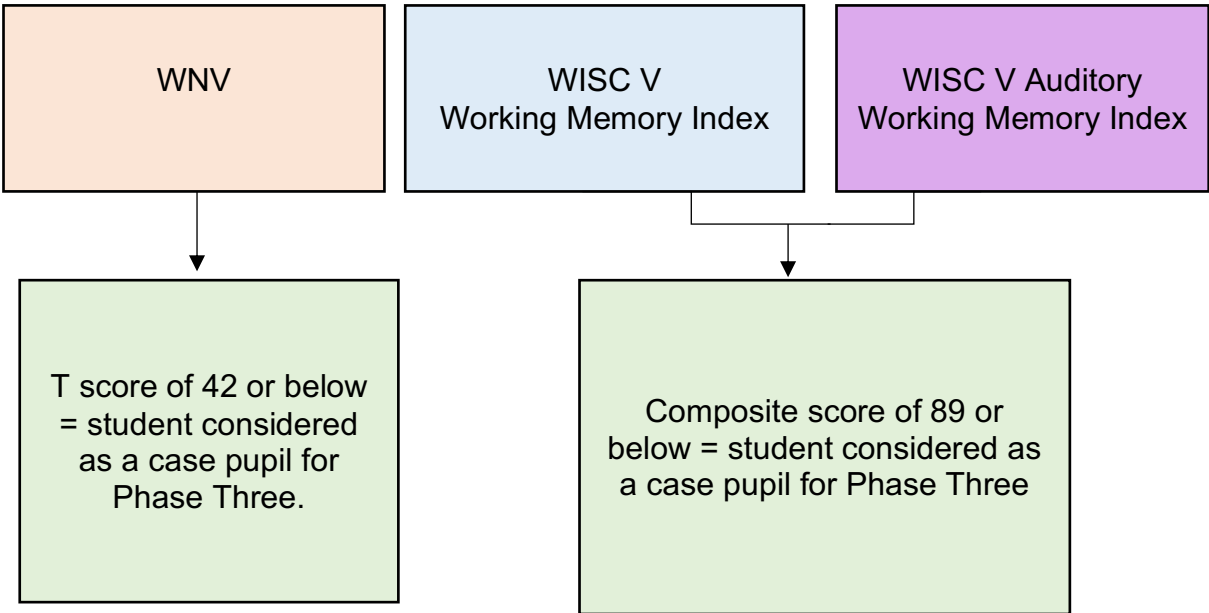 WNV
WISC V
Working Memory Index
WISC V Auditory
Working Memory Index
T score of 42 or below
= student considered
as a case pupil for
Phase Three.
Composite score of 89 or
below = student considered as
a case pupil for Phase Three